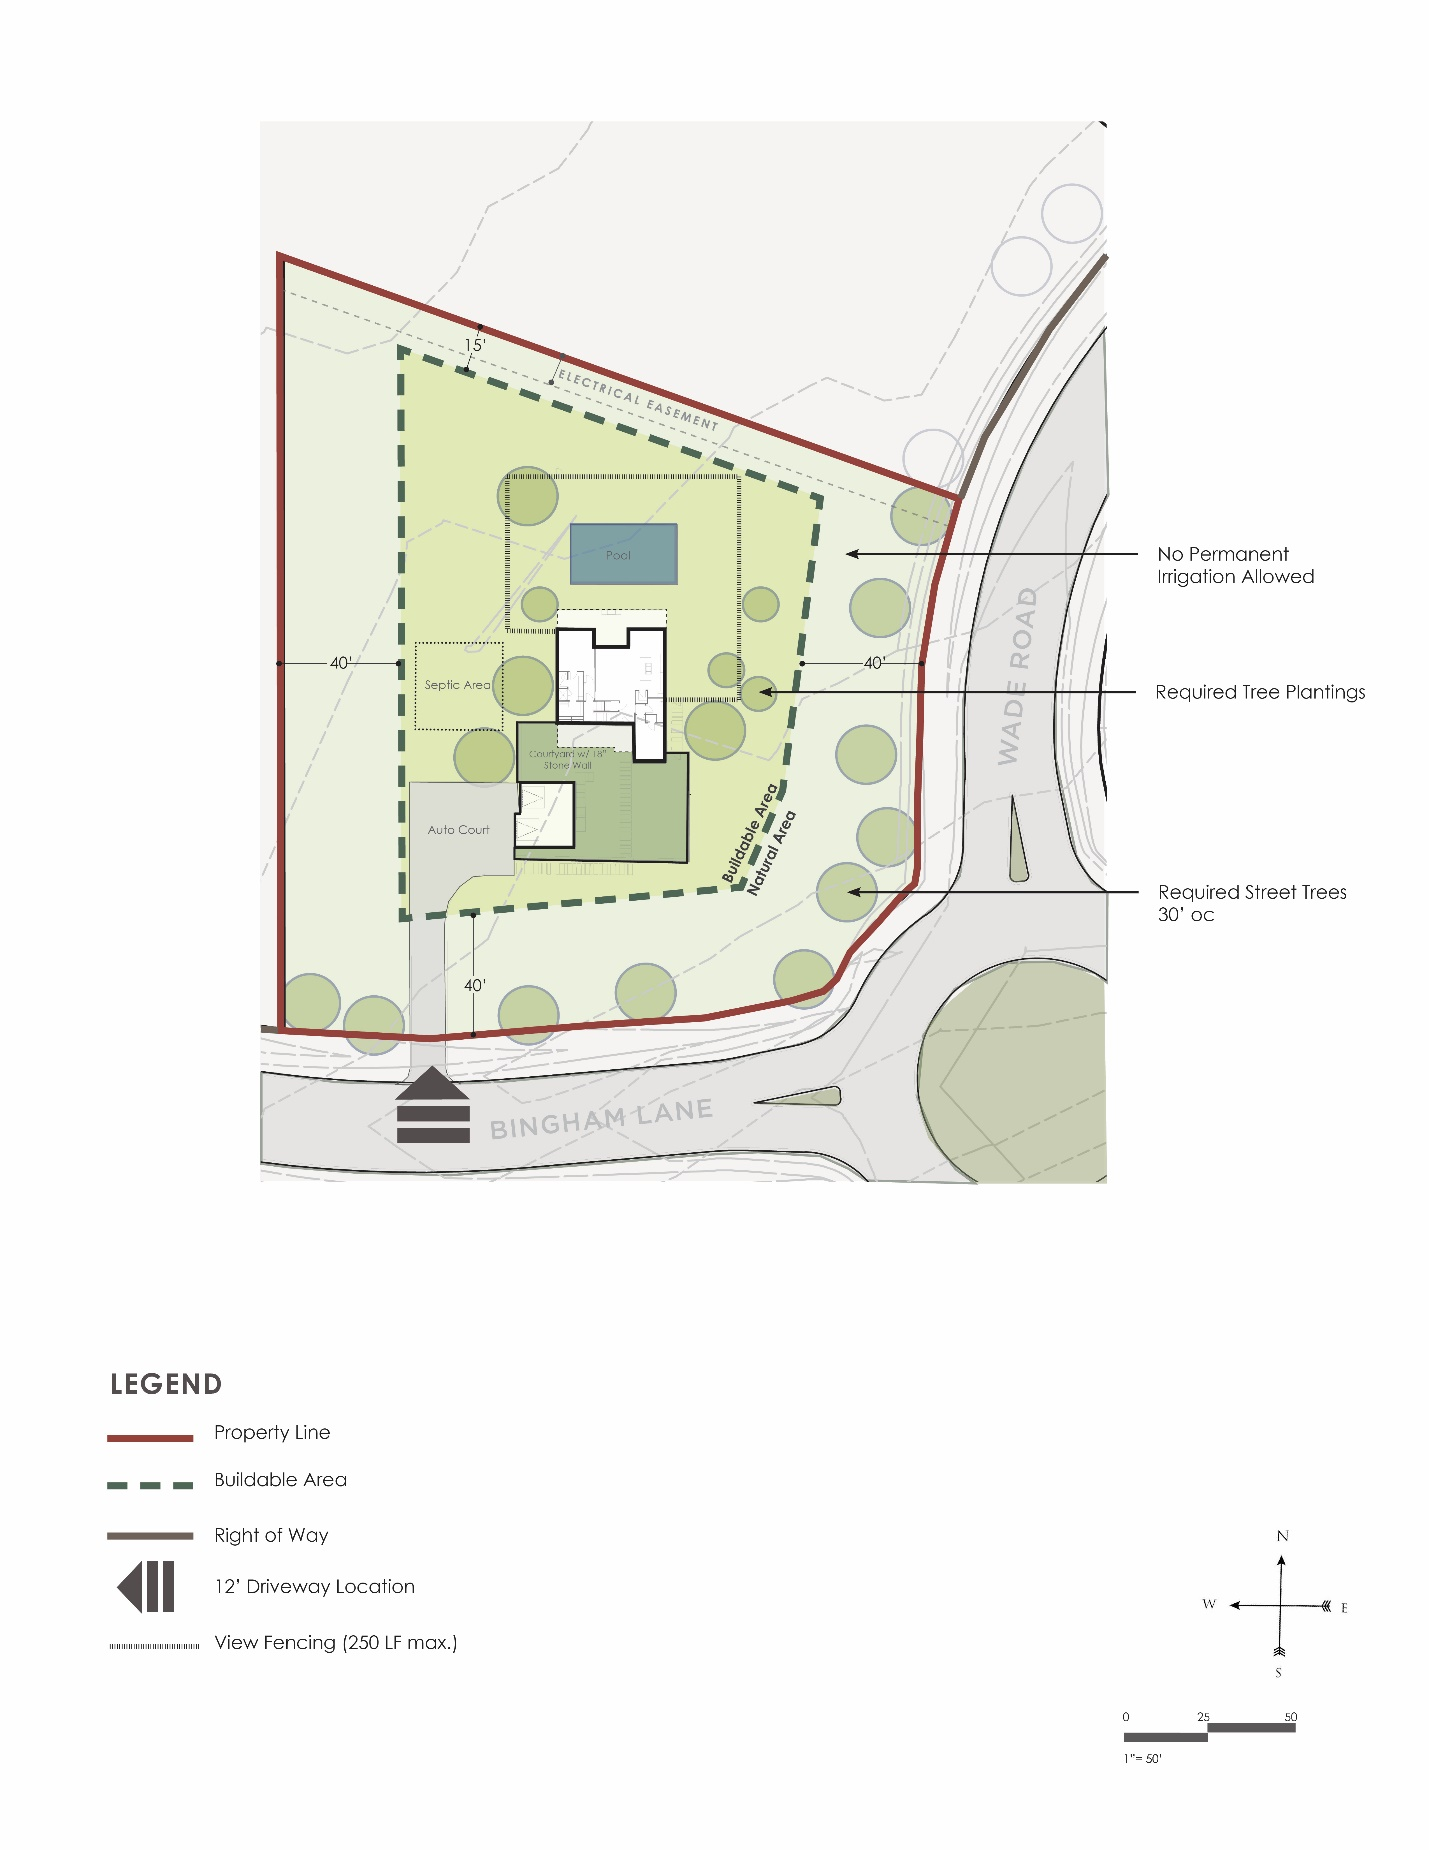 15'
ELECTRICAL EASEMENT
Pool
No Permanent
Irrigation Allowed
40'
40'
Septic Area
Required Tree Plantings
WADE ROAD
Courtyard w/ 18"
Stone Wall
Auto Court
Buildable Area
Natural Area
Required Street Trees
30' oc
40'
BINGHAM LANE
LEGEND
Property Line
Buildable Area
Right of Way
12' Driveway Location
View Fencing (250 LF max.)
N
W
E
S
0 25 50
1"= 50'